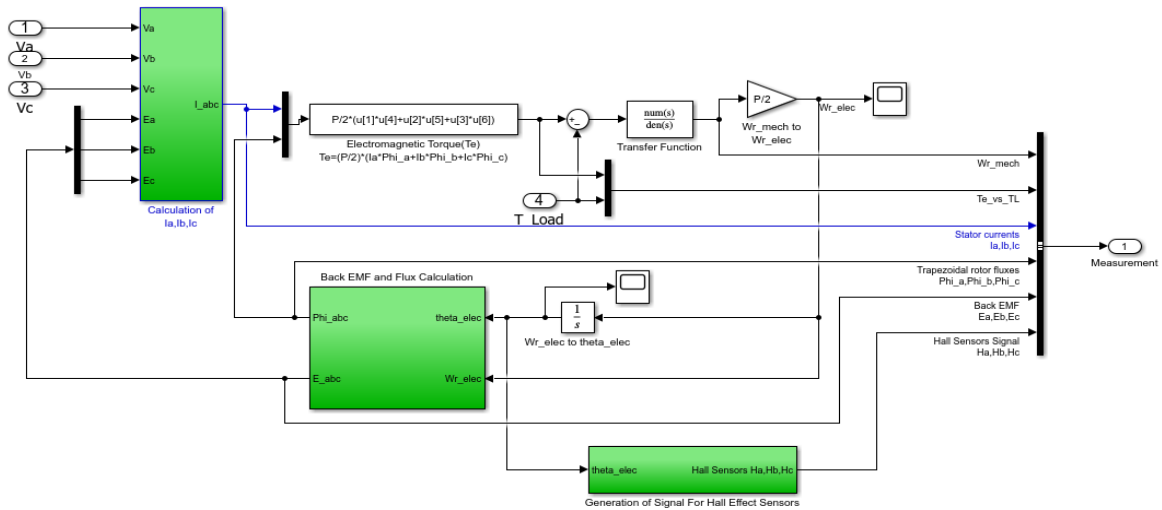 1
Va
2
Vb
3
Vc
Va
Vb
Vc
Ea
Eb
Ec
I_abc
Calculation of
Ia,Ib,Ic
P/2*(u[1]*u[4]+u[2]*u[5]+u[3]*u[6])
Electromagnetic Torque(Te)
Te=(P/2)*(Ia*Phi_a+Ib*Phi_b+Ic*Phi_c)
+_
num(s)
den(s)
Transfer Function
P/2
Wr_mech to
Wr_elec
Wr_elec
4
T_Load
Wr_mech
Te_vs_TL
Stator currents
Ia,Ib,Ic
Trapezoidal rotor fluxes
Phi_a,Phi_b,Phi_c
Back EMF
Ea,Eb,Ec
Hall Sensors Signal
Ha,Hb,Hc
1
Measurement
Back EMF and Flux Calculation
Phi_abc
theta_elec
E_abc
Wr_elec
1
s
Wr_elec to theta_elec
theta_elec
Hall Sensors Ha,Hb,Hc
Generation of Signal For Hall Effect Sensors